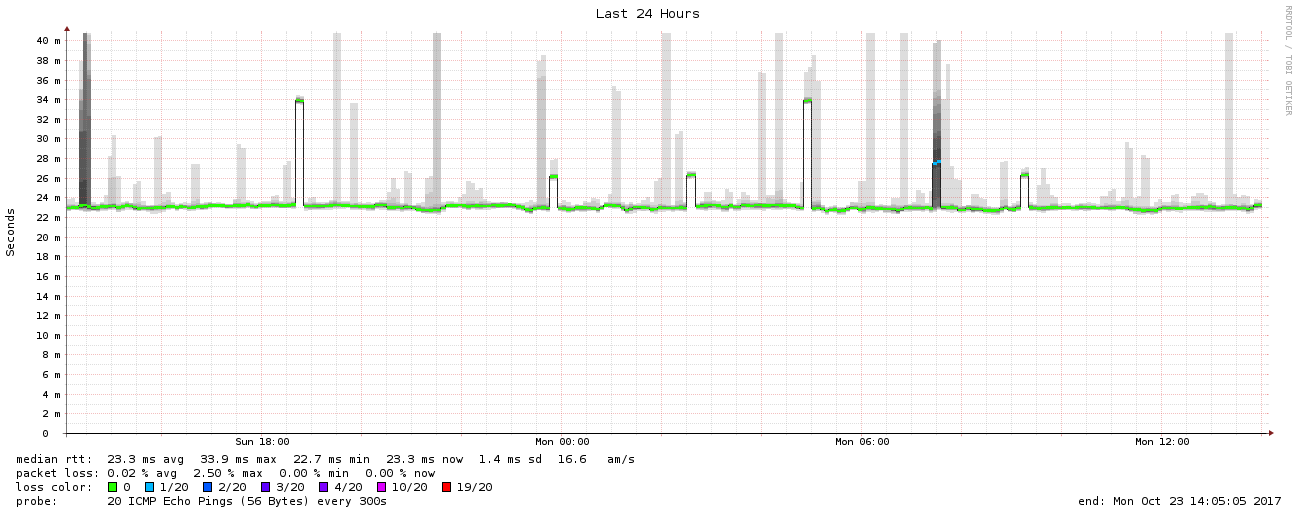 Last 24 Hours
RRDTOOL / TOBI OETIKER
Seconds
40 m
38 m
36 m
34 m
32 m
30 m
28 m
26 m
24 m
22 m
20 m
18 m
16 m
14 m
12 m
10 m
8 m
6 m
4 m
2 m
0
Sun 18:00 Mon 00:00 Mon 06:00 Mon 12:00
median rtt: 23.3 ms avg 33.9 ms max 22.7 ms min 23.3 ms now 1.4 ms sd 16.6 am/s
packet loss: 0.02 % avg 2.50 % max 0.00 % min 0.00 % now
loss color: 0 1/20 2/20 3/20 4/20 10/20 19/20
probe: 20 ICMP Echo Pings (56 Bytes) every 300s end: Mon Oct 23 14:05:05 2017